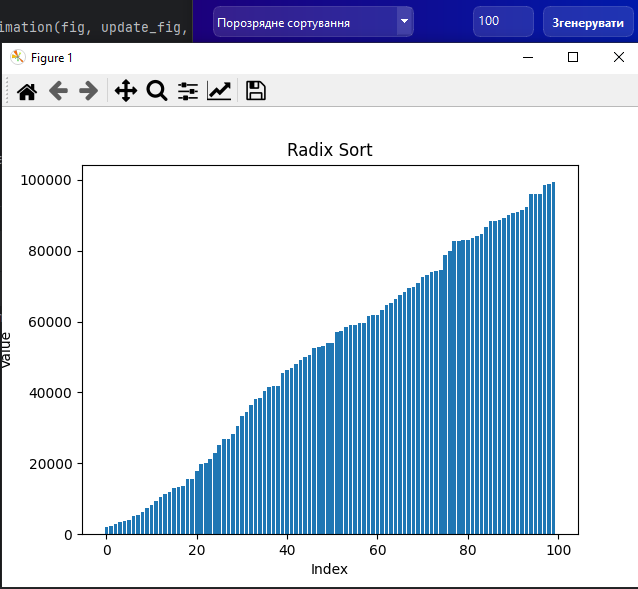 imation(fig, update_fig,
Порозрядне сортування
100
Згенерувати
Figure 1
Radix Sort
100000
80000
60000
40000
20000
0
Value
0 20 40 60 80 100
Index